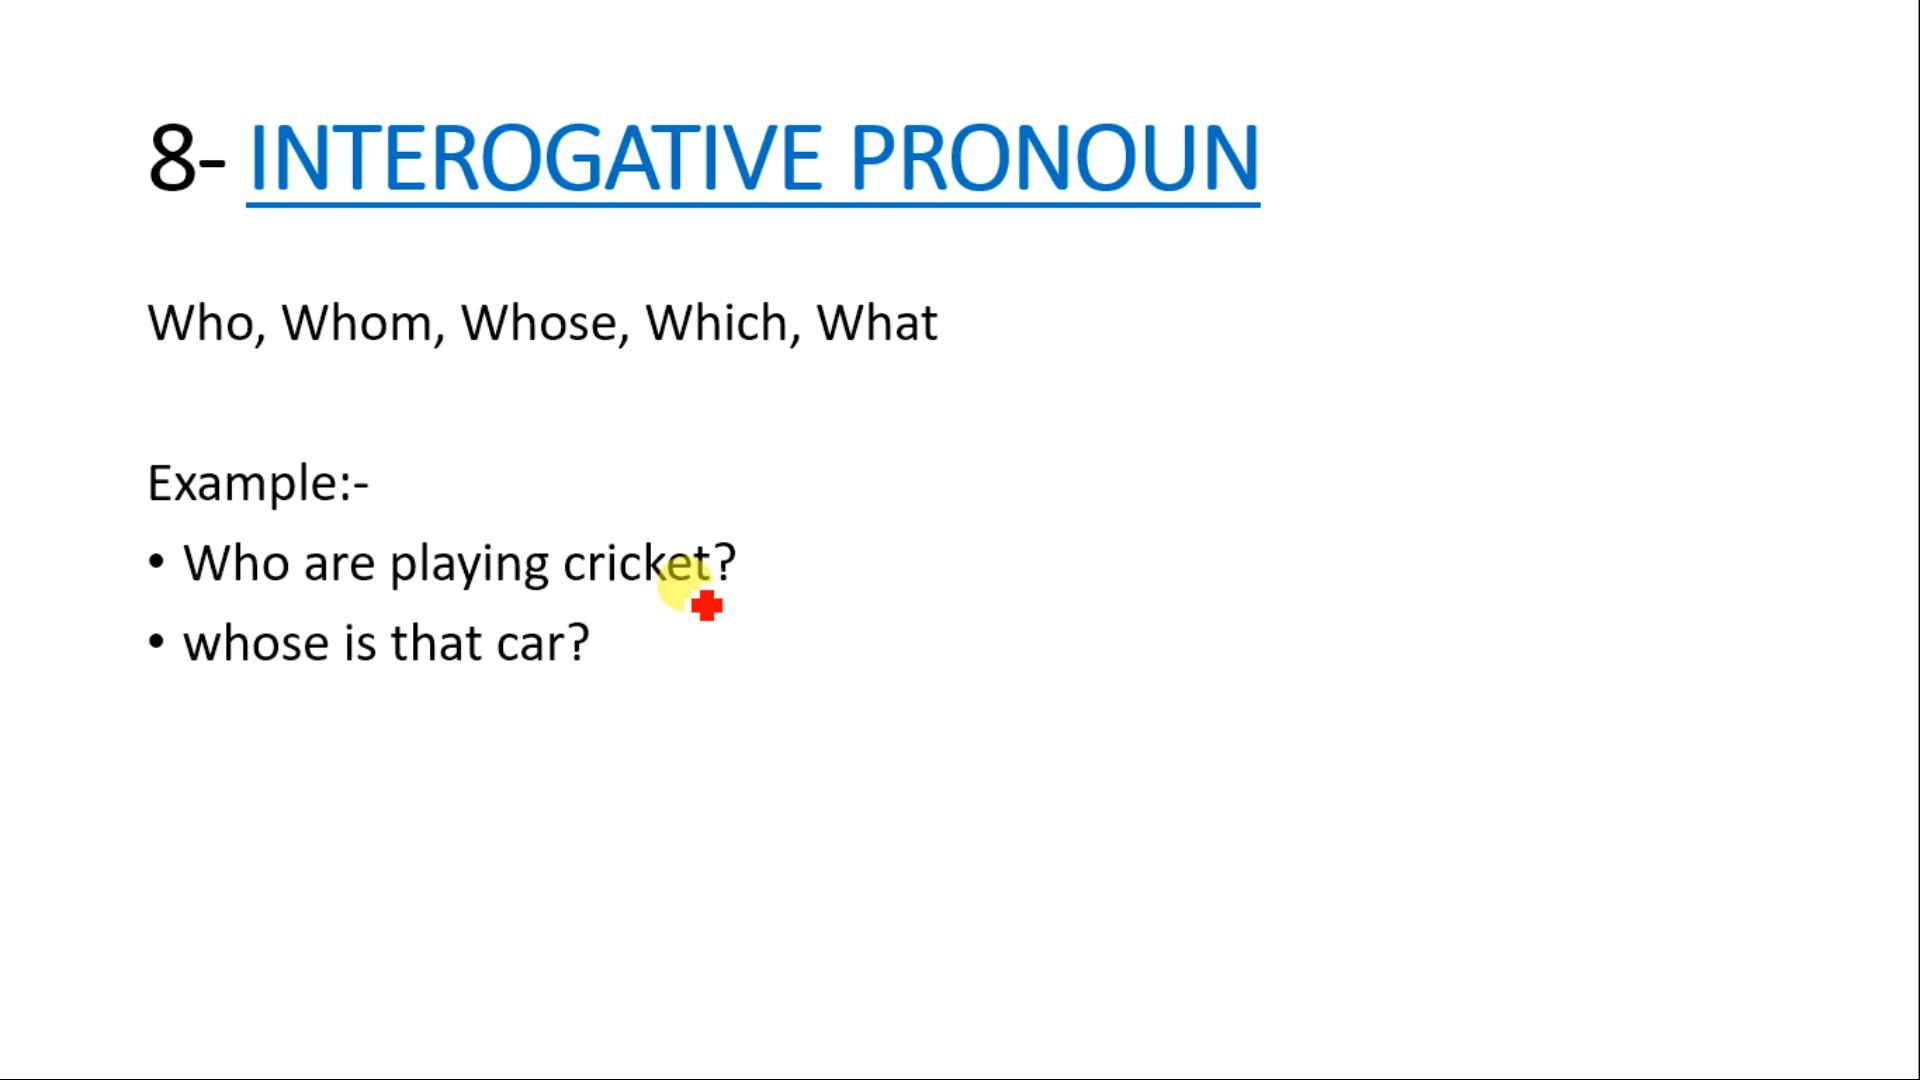 8- INTEROGATIVE PRONOUN
Who, Whom, Whose, Which, What
Example:-
• Who are playing cricket?
• whose is that car?